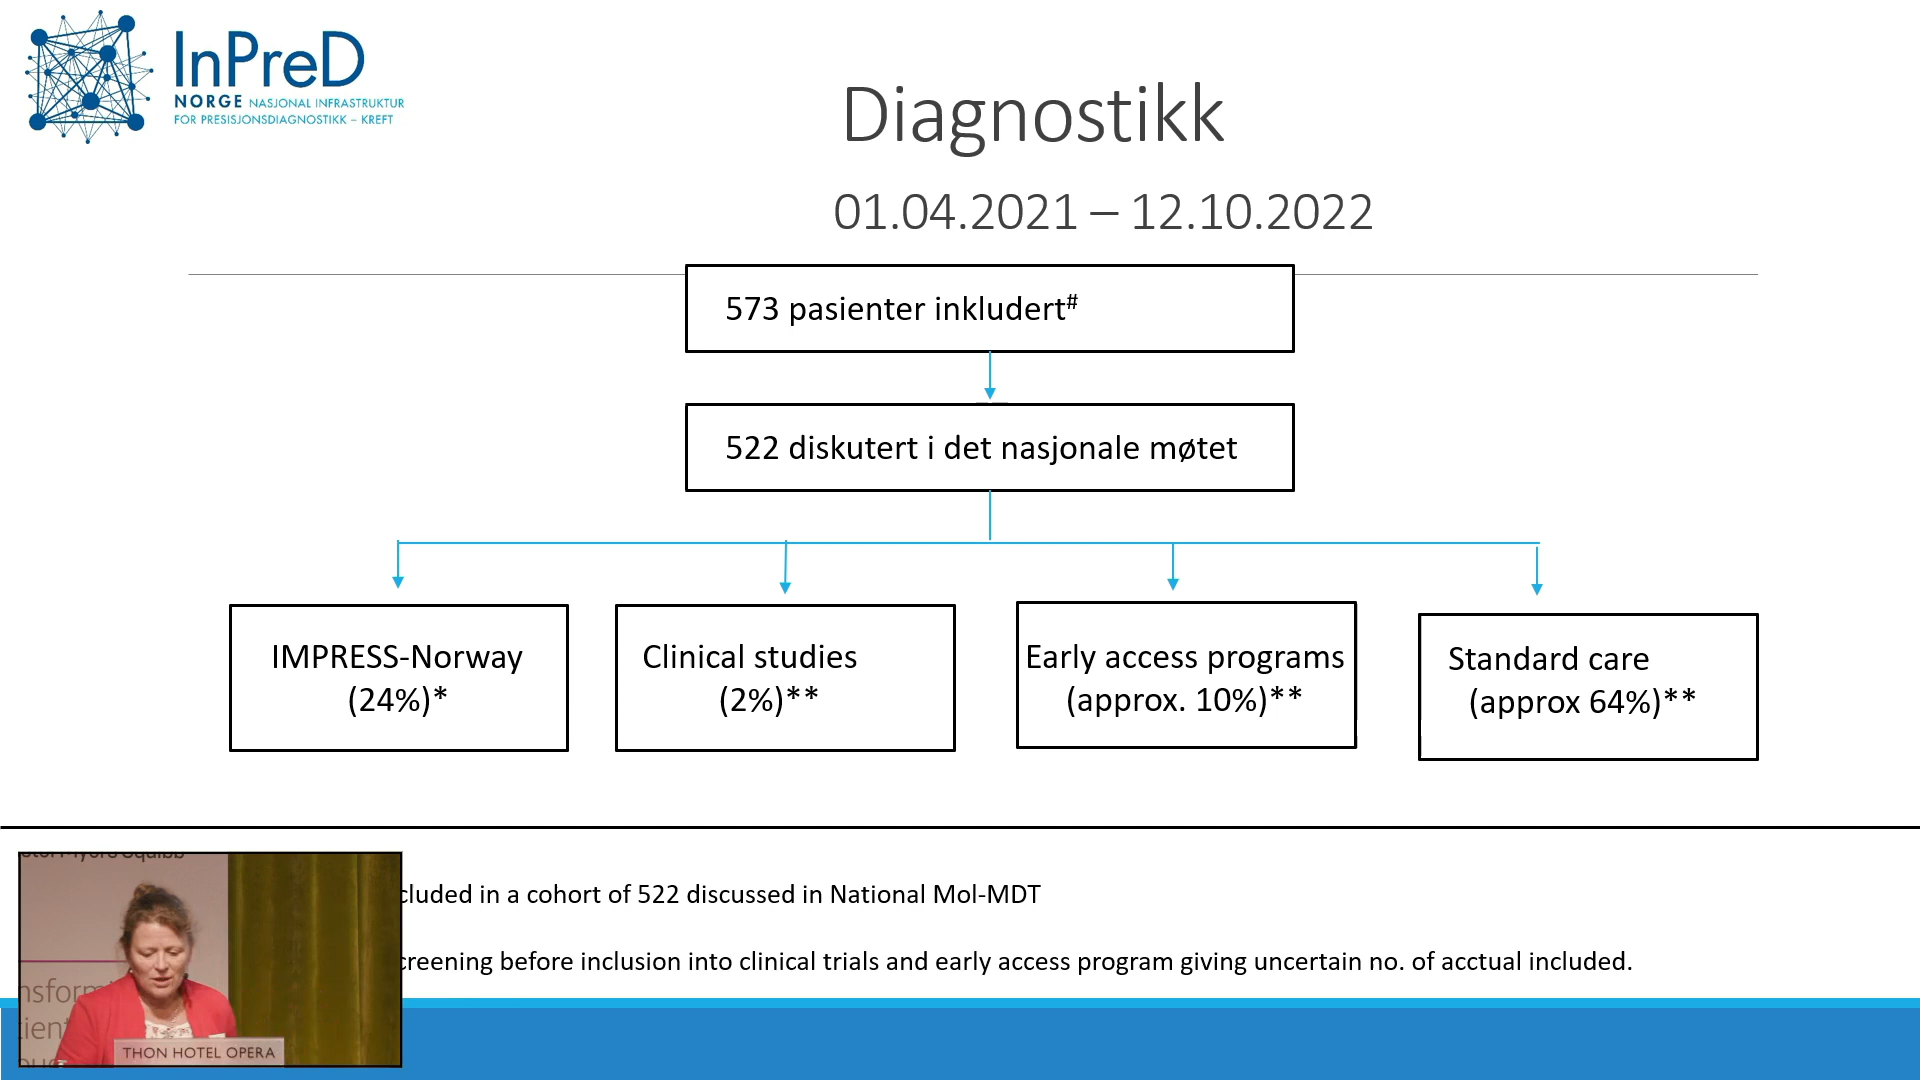 InPreD
NORGE NASJONAL INFRASTRUKTUR
FOR PRESISJONSDIAGNOSTIKK – KREFT
Diagnostikk
01.04.2021 – 12.10.2022
573 pasienter inkludert#
522 diskutert i det nasjonale møtet
IMPRESS-Norway
(24%)*
Clinical studies
(2%)**
Early access programs
(approx. 10%)**
Standard care
(approx 64%)**
cluded in a cohort of 522 discussed in National Mol-MDT
creening before inclusion into clinical trials and early access program giving uncertain no. of acctual included.
Squibb
nsform
tien
THON HOTEL OPERA